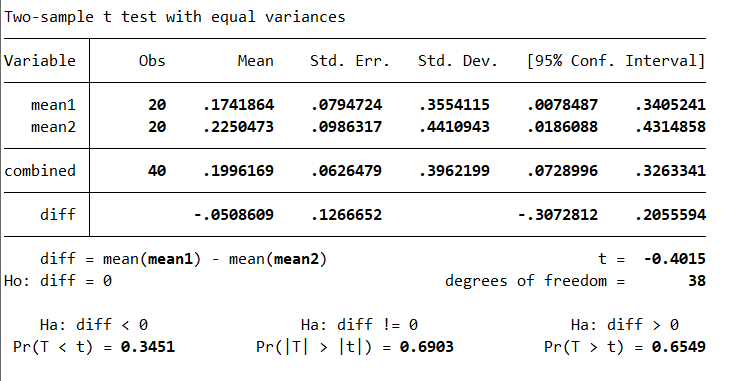 Two-sample t test with equal variances
Variable Obs Mean Std. Err. Std. Dev. [95% Conf. Interval]
mean1 20 .1741864 .0794724 .3554115 .0078487 .3405241
mean2 20 .2250473 .0986317 .4410943 .0186088 .4314858
combined 40 .1996169 .0626479 .3962199 .0728996 .3263341
diff -.0508609 .1266652 -.3072812 .2055594
diff = mean(mean1) - mean(mean2) t = -0.4015
Ho: diff = 0 degrees of freedom = 38
Ha: diff < 0 Ha: diff != 0 Ha: diff > 0
Pr(T < t) = 0.3451 Pr(|T| > |t|) = 0.6903 Pr(T > t) = 0.6549